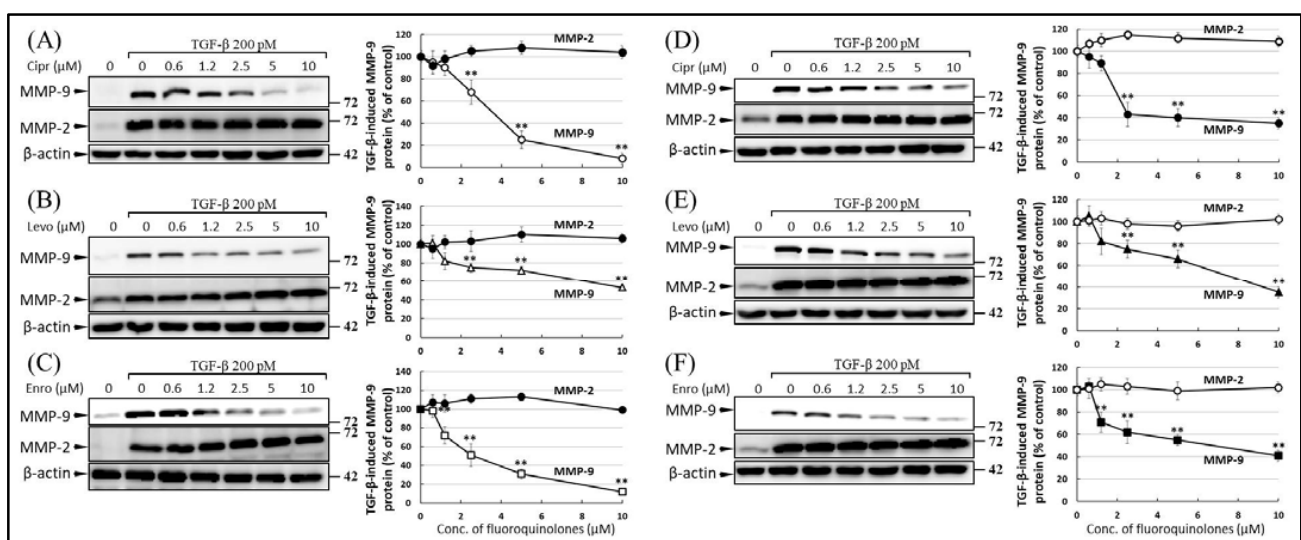 (A)
TGF-β 200 pM
Cipr (μM) 0 0 0.6 1.2 2.5 5 10
MMP-9
72
MMP-2
72
β-actin
42
TGF-β-induced MMP-9
protein (% of control)
120
100
80
60
40
20
0
MMP-2
**
**
MMP-9
**
0 2 4 6 8 10
(B)
TGF-β 200 pM
Levo (μM) 0 0 0.6 1.2 2.5 5 10
MMP-9
72
MMP-2
72
β-actin
42
TGF-β-induced MMP-9
protein (% of control)
140
120
100
80
60
40
20
0
MMP-2
** ** **
MMP-9
0 2 4 6 8 10
(C)
TGF-β 200 pM
Enro (μM) 0 0 0.6 1.2 2.5 5 10
MMP-9
72
MMP-2
72
β-actin
42
TGF-β-induced MMP-9
protein (% of control)
140
120
100
80
60
40
20
0
MMP-2
**
**
**
MMP-9
**
0 2 4 6 8 10
Conc. of fluoroquinolones (μM)
(D)
TGF-β 200 pM
Cipr (μM) 0 0 0.6 1.2 2.5 5 10
MMP-9
72
MMP-2
72
β-actin
42
TGF-β-induced MMP-9
protein (% of control)
120
100
80
60
40
20
0
MMP-2
** ** **
MMP-9
0 2 4 6 8 10
(E)
TGF-β 200 pM
Levo (μM) 0 0 0.6 1.2 2.5 5 10
MMP-9
72
MMP-2
72
β-actin
42
TGF-β-induced MMP-9
protein (% of control)
120
100
80
60
40
20
0
MMP-2
**
**
**
MMP-9
0 2 4 6 8 10
(F)
TGF-β 200 pM
Enro (μM) 0 0 0.6 1.2 2.5 5 10
MMP-9
72
MMP-2
72
β-actin
42
TGF-β-induced MMP-9
protein (% of control)
120
100
80
60
40
20
0
MMP-2
**
**
**
**
MMP-9
0 2 4 6 8 10
Conc. of fluoroquinolones (μM)